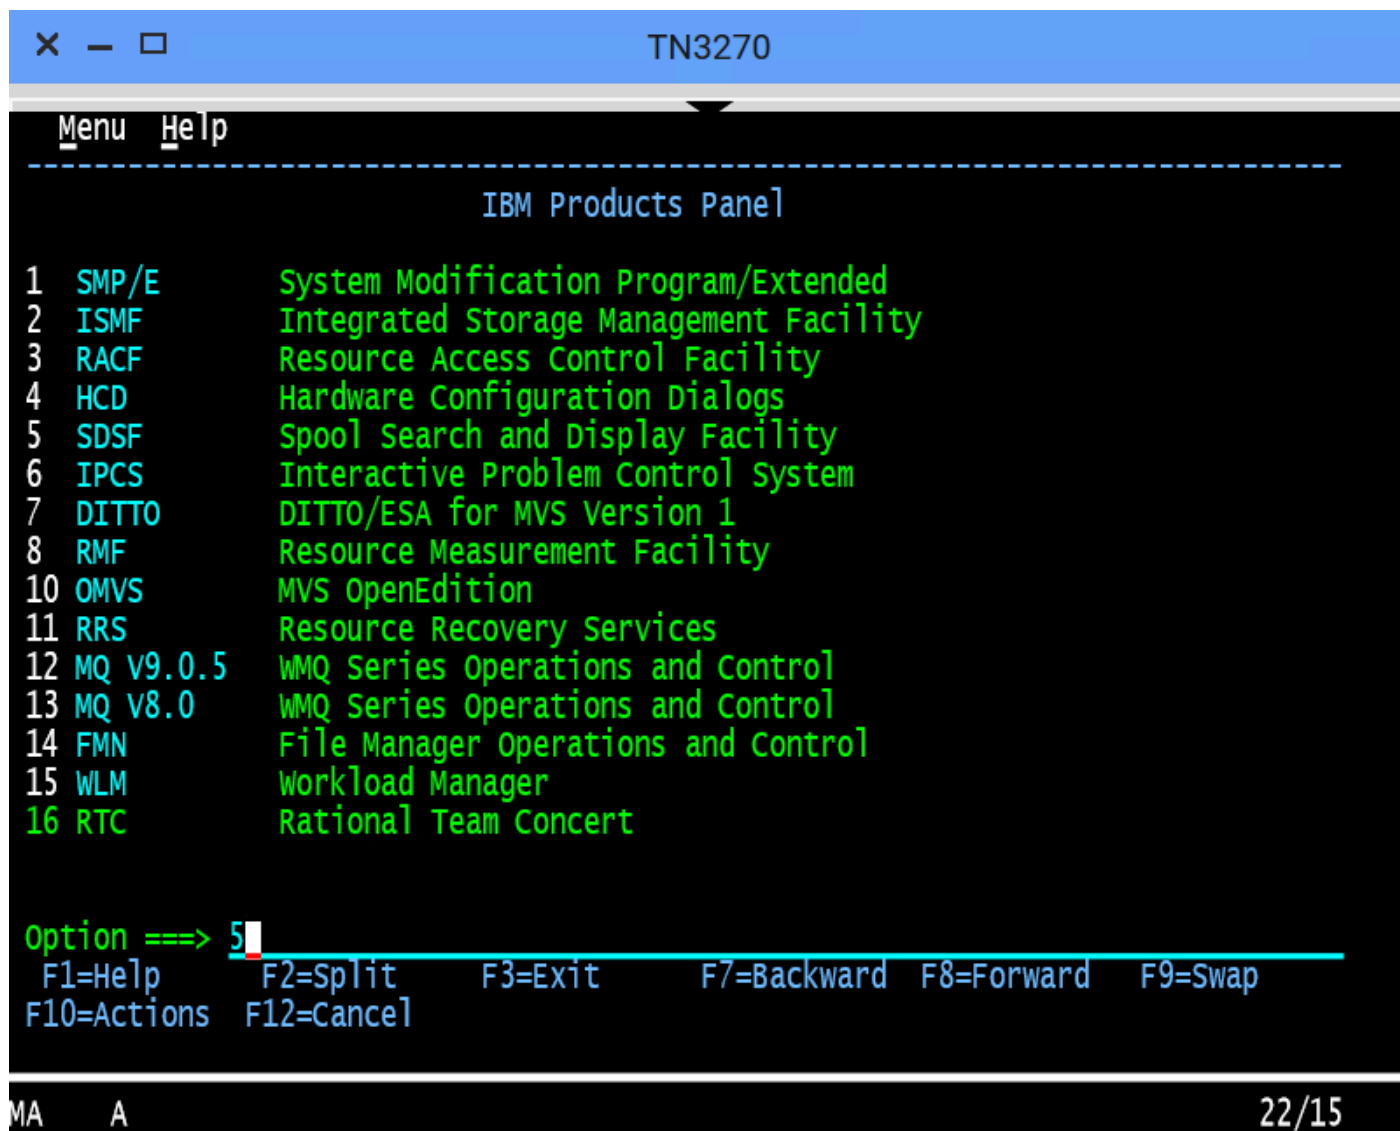 TN3270
Menu Help
------------------------------------------------------------------------------
IBM Products Panel
1 SMP/E System Modification Program/Extended
2 ISMF Integrated Storage Management Facility
3 RACF Resource Access Control Facility
4 HCD Hardware Configuration Dialogs
5 SDSF Spool Search and Display Facility
6 IPCS Interactive Problem Control System
7 DITTO DITTO/ESA for MVS Version 1
8 RMF Resource Measurement Facility
10 OMVS MVS OpenEdition
11 RRS Resource Recovery Services
12 MQ V9.0.5 WMQ Series Operations and Control
13 MQ V8.0 WMQ Series Operations and Control
14 FMN File Manager Operations and Control
15 WLM Workload Manager
16 RTC Rational Team Concert
Option ===> 5
F1=Help F2=Split F3=Exit F7=Backward F8=Forward F9=Swap
F10=Actions F12=Cancel
MA A 22/15